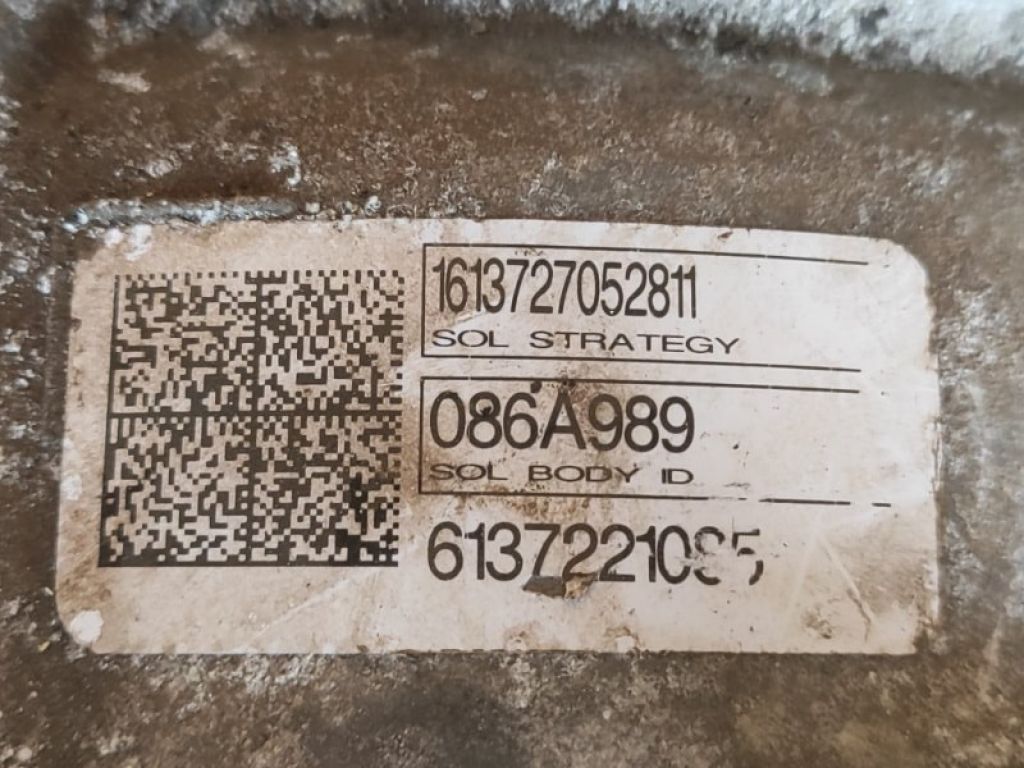 1613727052811
SOL STRATEGY
086A989
SOL BODY ID